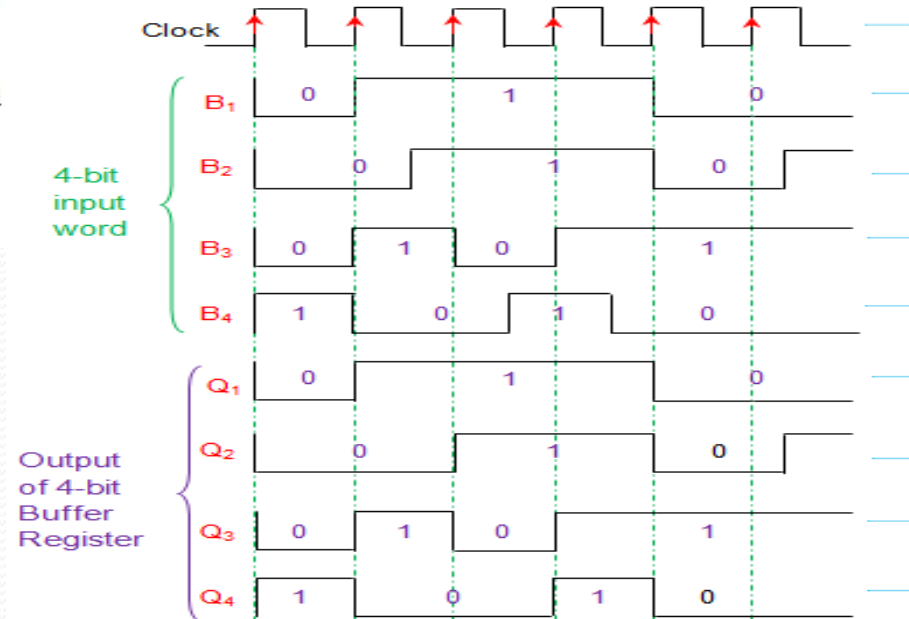 Clock
B₁ 0 1 0
B₂ 0 1 0
4-bit
input
word
B₃ 0 1 0 1
B₄ 1 0 1 0
Q₁ 0 1 0
Q₂ 0 1 0
Output
of 4-bit
Buffer
Register
Q₃ 0 1 0 1
Q₄ 1 0 1 0